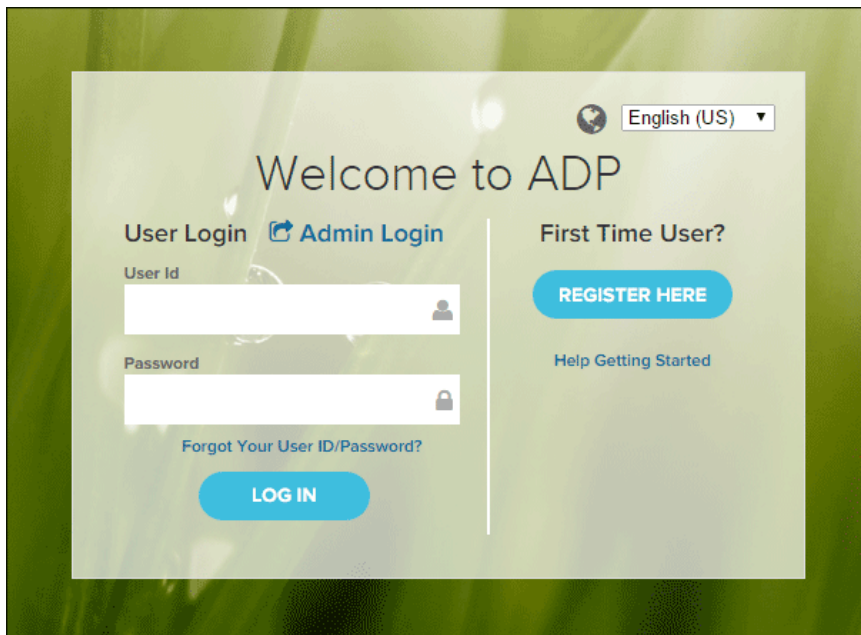 English (US)
Welcome to ADP
User Login Admin Login
User Id
Password
Forgot Your User ID/Password?
LOG IN
First Time User?
REGISTER HERE
Help Getting Started